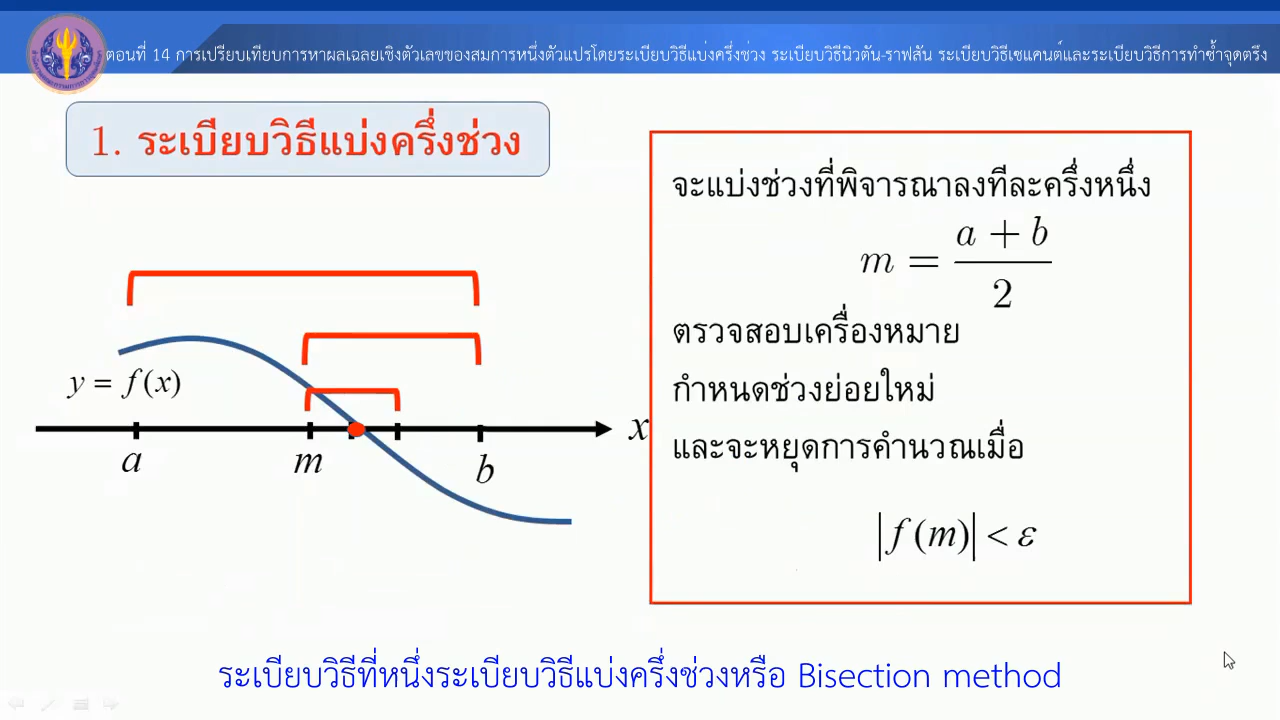 ตอนที่ 14 การเปรียบเทียบการหาผลเฉลยเชิงตัวเลขของสมการหนึ่งตัวแปรโดยระเบียบวิธีแบ่งครึ่งช่วง ระเบียบวิธีนิวตัน-ราฟสัน ระเบียบวิธีเซแคนต์และระเบียบวิธีการทำซ้ำจุดตรึง
1. ระเบียบวิธีแบ่งครึ่งช่วง
y = f(x)
a
m
b
x
จะแบ่งช่วงที่พิจารณาลงทีละครึ่งหนึ่ง
m = \frac{a + b}{2}
ตรวจสอบเครื่องหมาย
กำหนดช่วงย่อยใหม่
และจะหยุดการคำนวณเมื่อ
|f(m)| < ε
ระเบียบวิธีที่หนึ่งระเบียบวิธีแบ่งครึ่งช่วงหรือ Bisection method